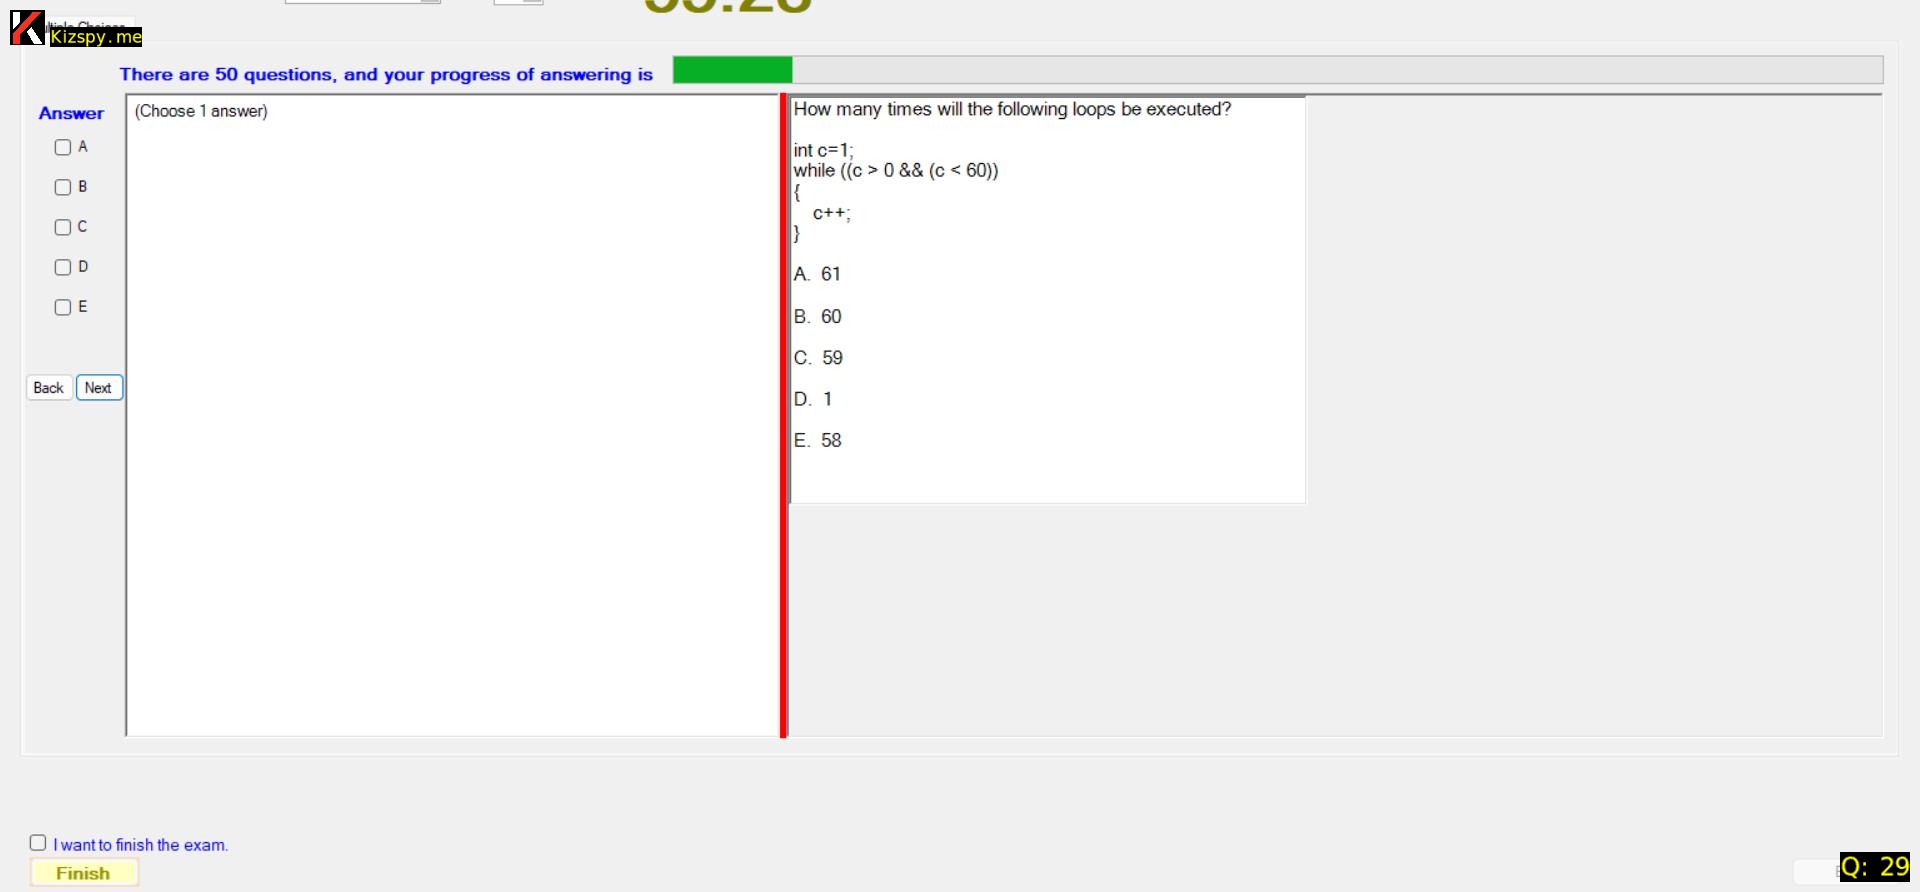 Kizspy.me
There are 50 questions, and your progress of answering is
Answer
(Choose 1 answer)
A
B
C
D
E
Back Next
How many times will the following loops be executed?
int c=1;
while ((c > 0 && (c < 60))
{
c++;
}
A. 61
B. 60
C. 59
D. 1
E. 58
I want to finish the exam.
Finish
Q: 29